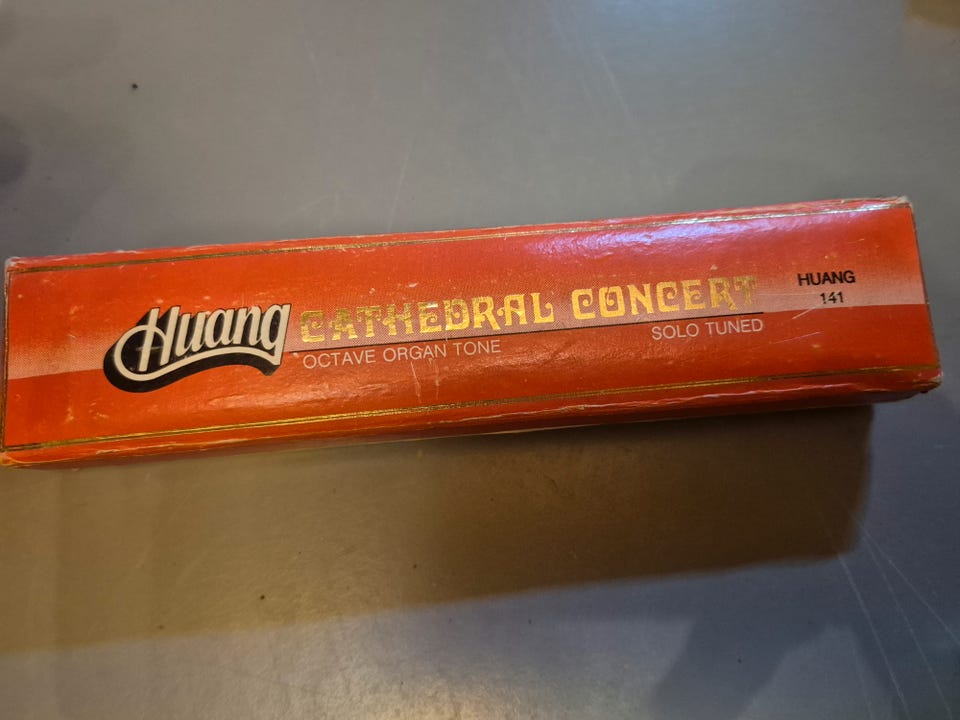 Huang CATHEDRAL CONCERT
OCTAVE ORGAN TONE SOLO TUNED
HUANG
141